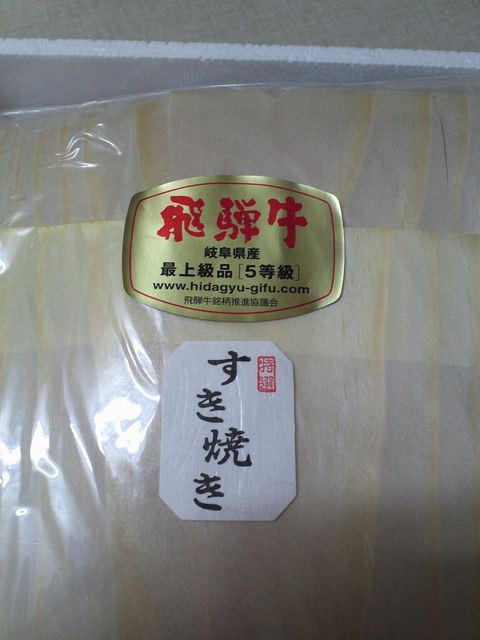 飛騨牛
岐阜県産
最上級品[5等級]
www.hidagyu-gifu.com
飛騨牛銘柄推進協議会
特選
すき焼き